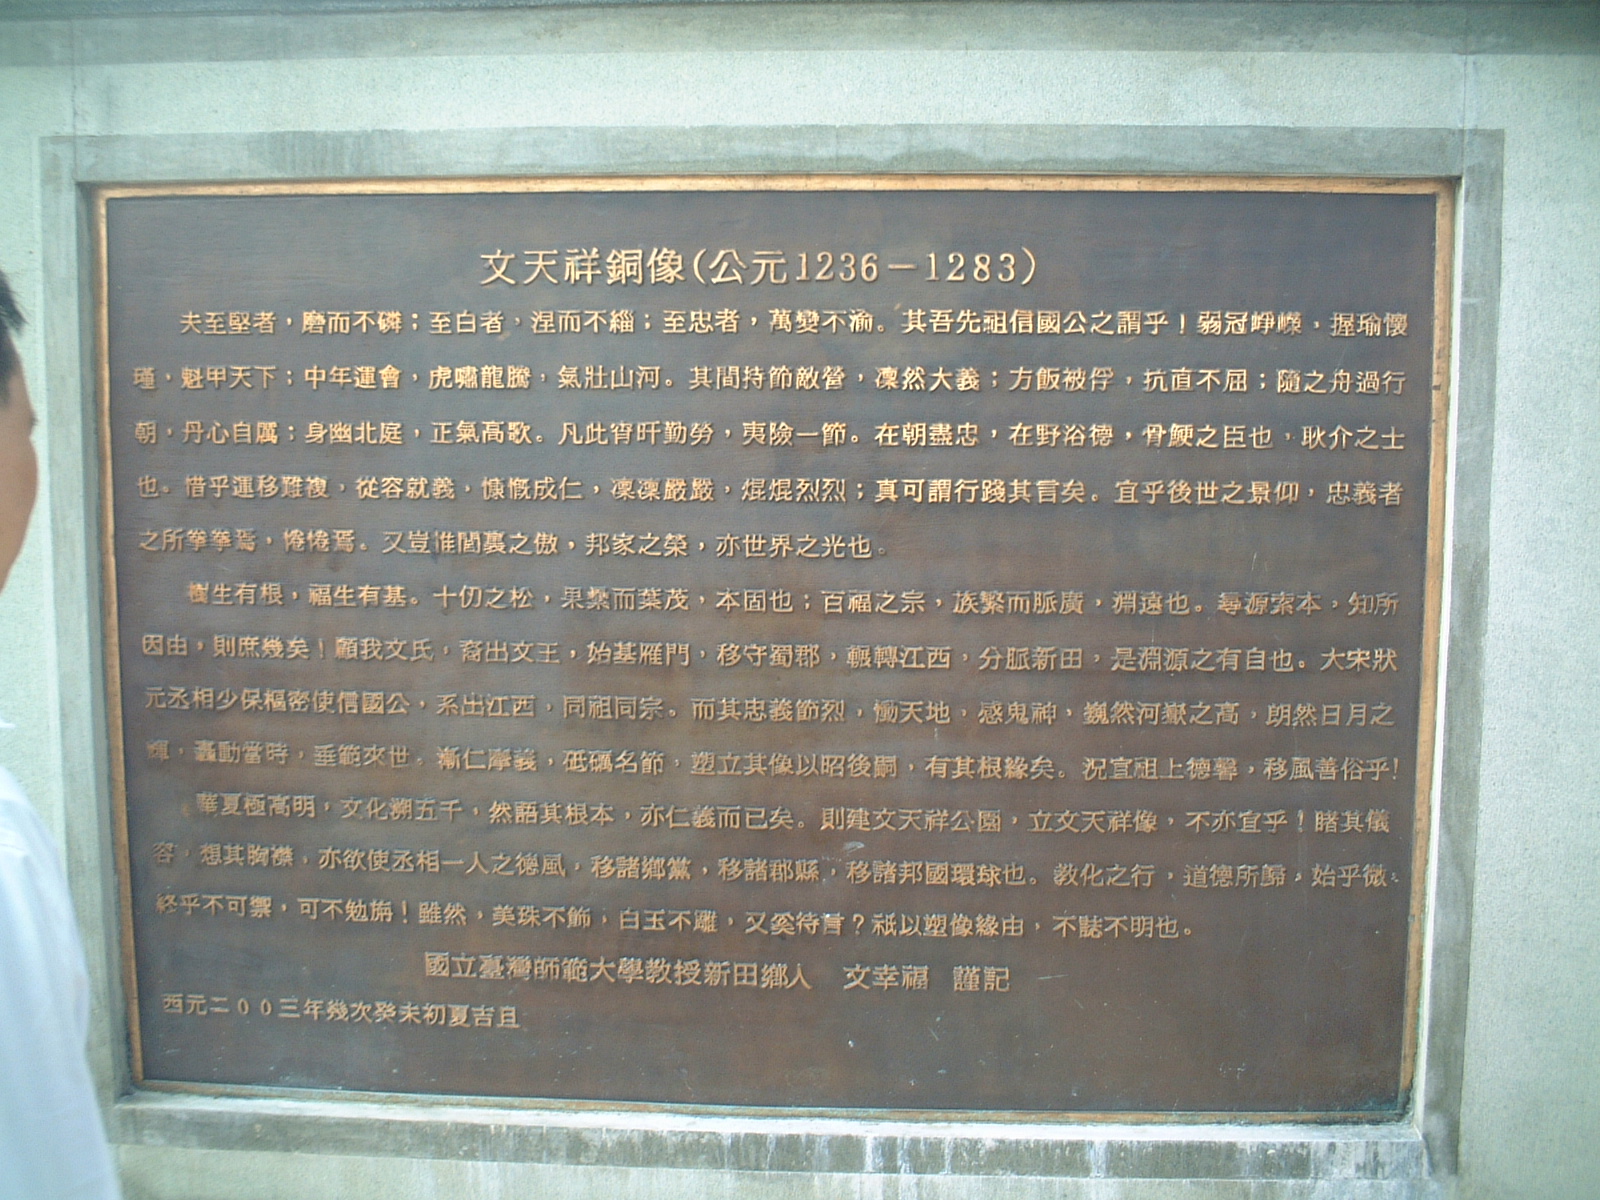 文天祥銅像(公元1236－1283)
夫至堅者，磨而不磷；至白者，涅而不緇；至忠者，萬變不渝。其吾先祖信國公之謂乎！弱冠崢嶸，握瑜懷
瑾，魁甲天下；中年運會，虎嘯龍騰，氣壯山河。其間持節敵營，凜然大義；方飯被俘，抗直不屈；隨之舟過行
朝，丹心自厲；身幽北庭，正氣高歌。凡此宵旰勤勞，夷險一節。在朝盡忠，在野浴德，骨鯁之臣也，耿介之士
也。惜乎運移難複，從容就義，慷慨成仁，凜凜嚴嚴，焜焜烈烈；真可謂行踐其言矣。宜乎後世之景仰，忠義者
之所拳拳焉，惓惓焉。又豈惟閭裏之傲，邦家之榮，亦世界之光也。
樹生有根，福生有基。十仞之松，果櫐而葉茂，本固也；百福之宗，族繁而脈廣，淵遠也。尋源索本，知所
因由，則庶幾矣！顧我文氏，裔出文王，始基雁門，移守蜀郡，輾轉江西，分脈新田，是淵源之有自也。大宋狀
元丞相少保樞密使信國公，系出江西，同祖同宗。而其忠義節烈，慟天地，感鬼神，巍然河嶽之高，朗然日月之
輝，轟動當時，垂範來世。漸仁摩義，砥礪名節，塑立其像以昭後嗣，有其根緣矣。況宣祖上德馨，移風善俗乎!
華夏極高明，文化溯五千，然語其根本，亦仁義而已矣。則建文天祥公園，立文天祥像，不亦宜乎！睹其儀
容，想其胸襟，亦欲使丞相一人之德風，移諸鄉黨，移諸郡縣，移諸邦國環球也。教化之行，道德所歸，始乎微，
終乎不可禦，可不勉旃！雖然，美珠不飾，白玉不雕，又奚待言？祇以塑像緣由，不誌不明也。
國立臺灣師範大學教授新田鄉人　文幸福　謹記
西元二００三年幾次癸未初夏吉旦